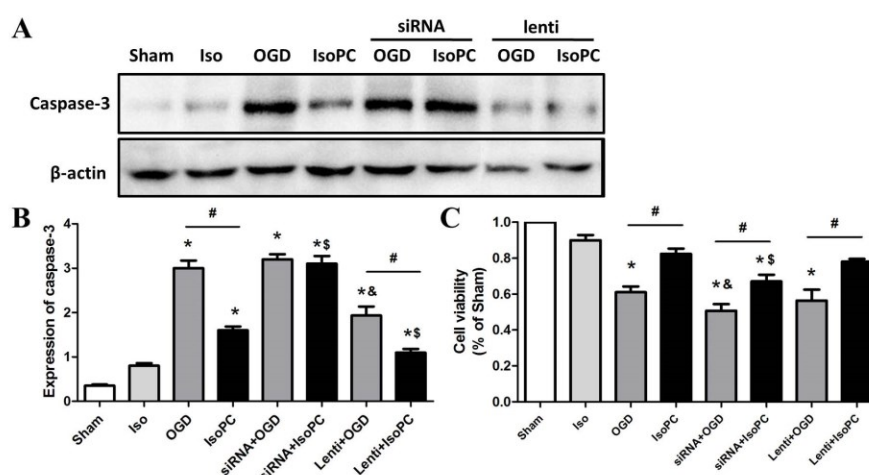 A
siRNA
lenti
Sham Iso OGD IsoPC OGD IsoPC OGD IsoPC
Caspase-3
β-actin
B
Expression of caspase-3
4
3
2
1
0
#
*
*
*
*$
#
*&
*$
Sham
Iso
OGD
IsoPC
siRNA+OGD
siRNA+IsoPC
Lenti+OGD
Lenti+IsoPC
C
Cell viability
(% of Sham)
1.0
0.8
0.6
0.4
0.2
0.0
#
*
#
*&
*$
#
*
Sham
Iso
OGD
IsoPC
siRNA+OGD
siRNA+IsoPC
Lenti+OGD
Lenti+IsoPC